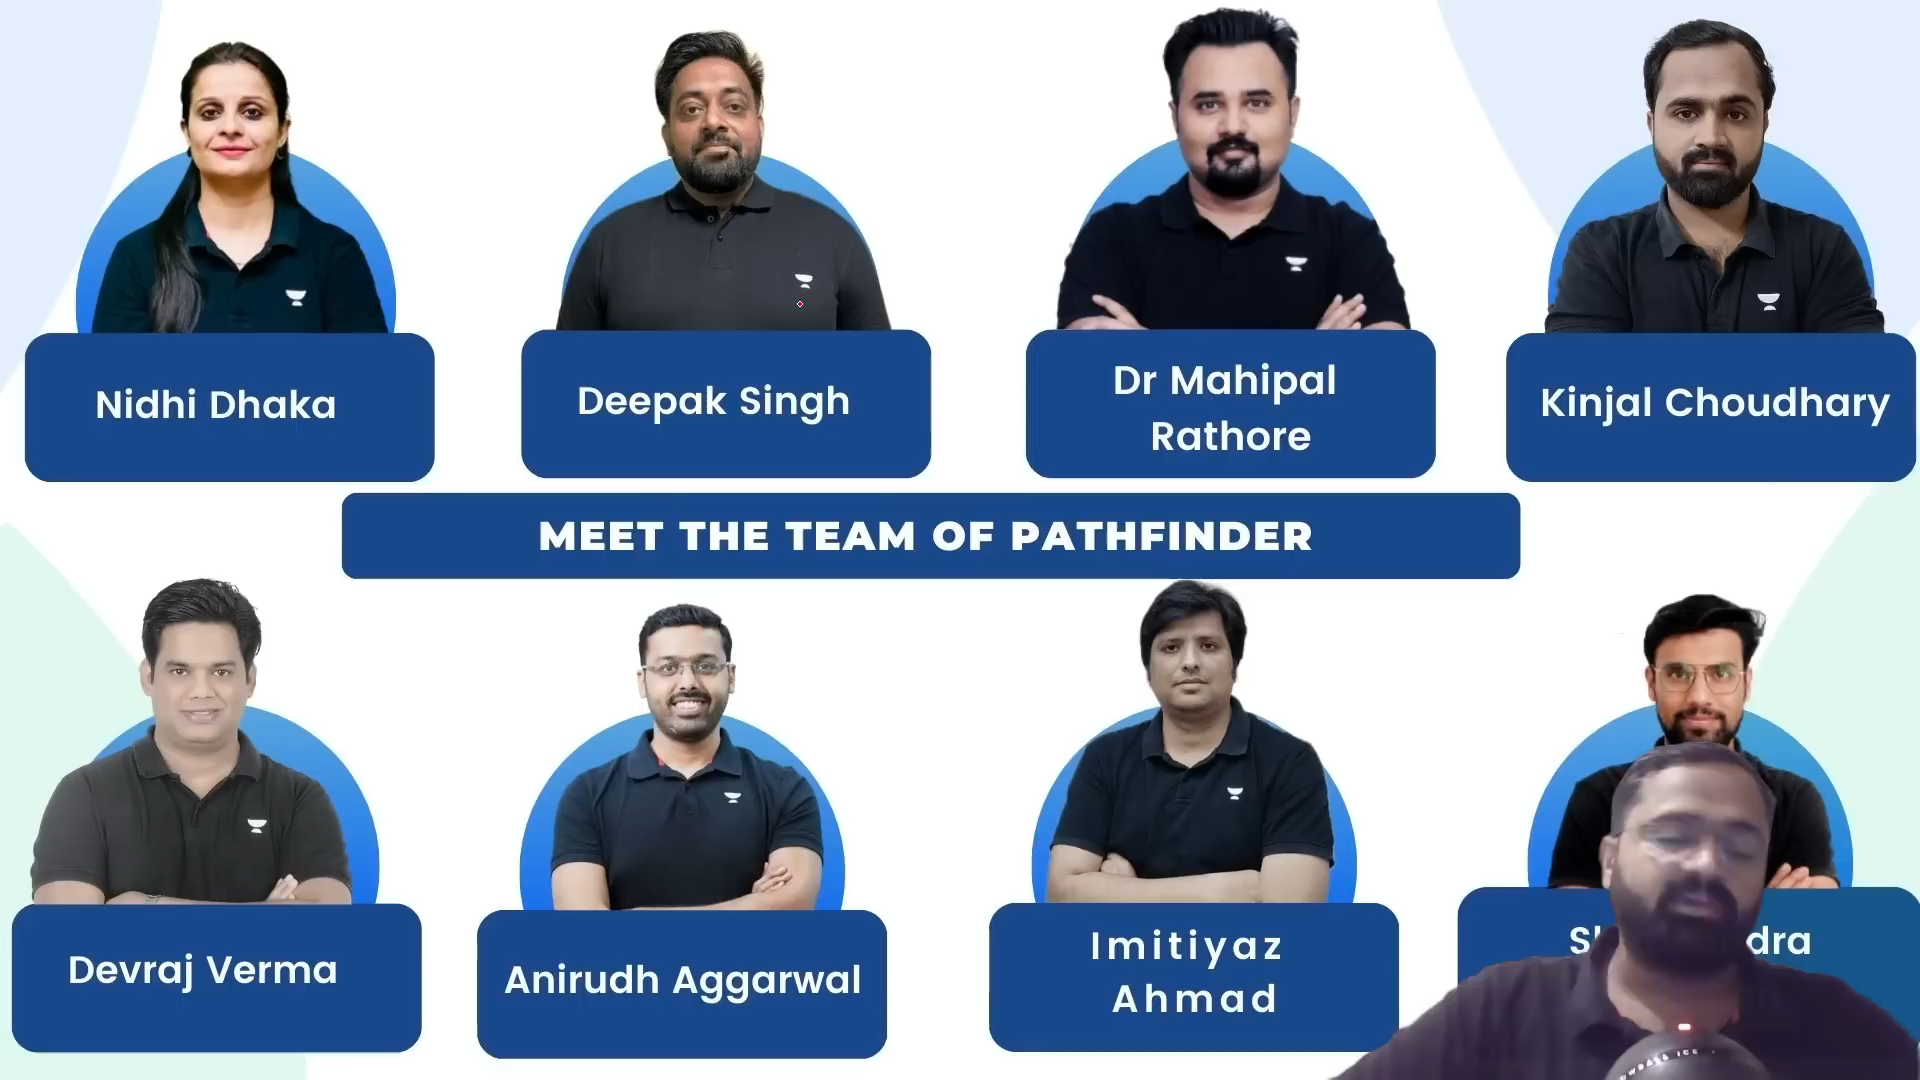 Nidhi Dhaka
Deepak Singh
Dr Mahipal
Rathore
Kinjal Choudhary
MEET THE TEAM OF PATHFINDER
Devraj Verma
Anirudh Aggarwal
Imitiyaz
Ahmad